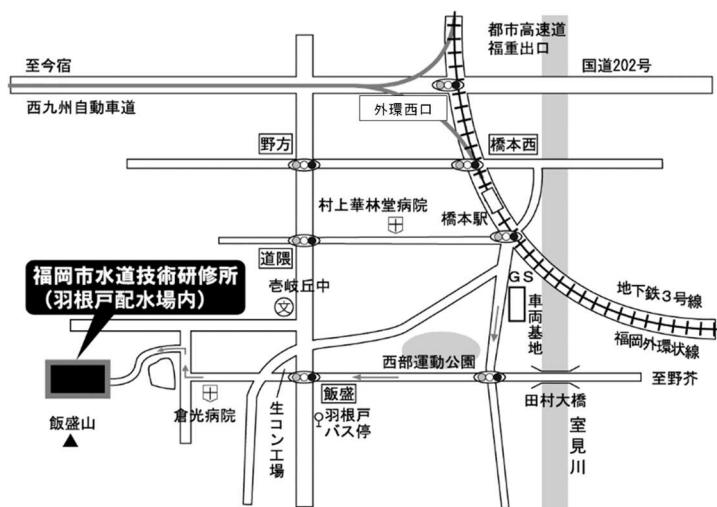 都市高速道
福重出口
至今宿
国道202号
西九州自動車道
外環西口
野方
橋本西
村上華林堂病院
橋本駅
道隈
福岡市水道技術研修所
（羽根戸配水場内）
壱岐丘中
文
GS
車両基地
地下鉄3号線
福岡外環状線
西部運動公園
至野芥
飯盛
田村大橋
倉光病院
生コン工場
羽根戸
バス停
飯盛山
室見川